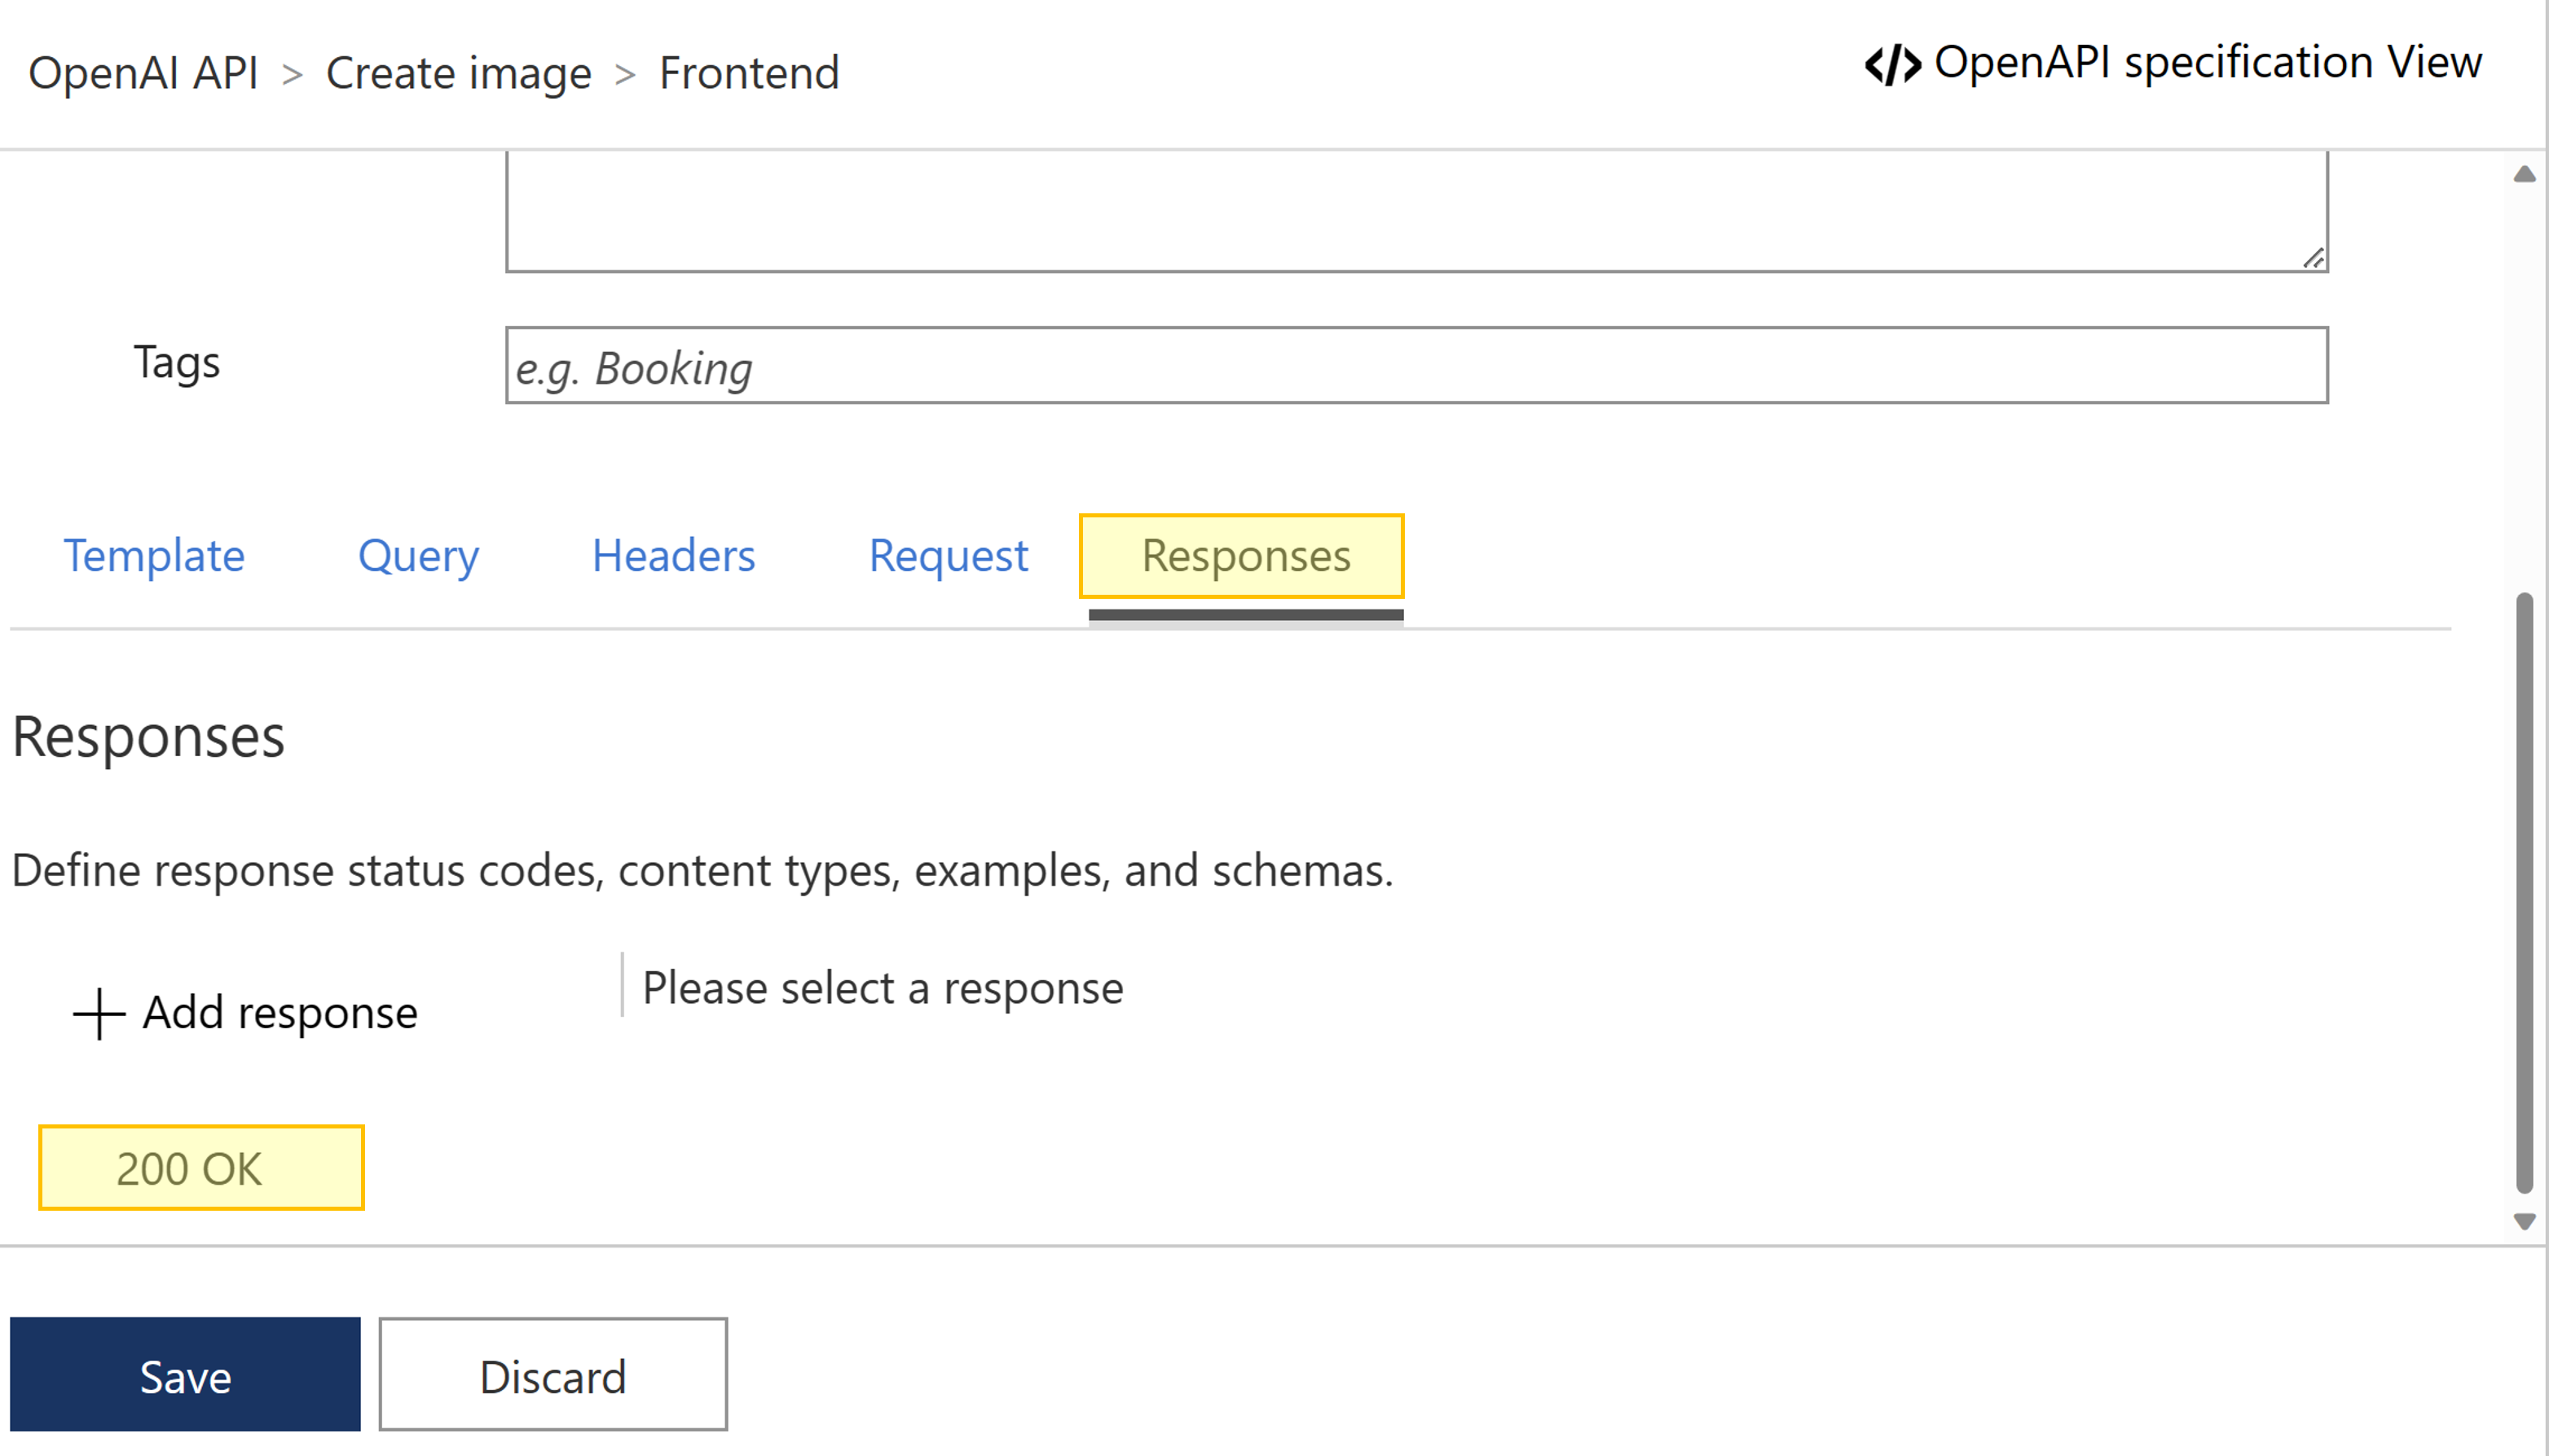 OpenAI API > Create image > Frontend
</> OpenAPI specification View
Tags
e.g. Booking
Template Query Headers Request Responses
Responses
Define response status codes, content types, examples, and schemas.
Add response
Please select a response
200 OK
Save Discard